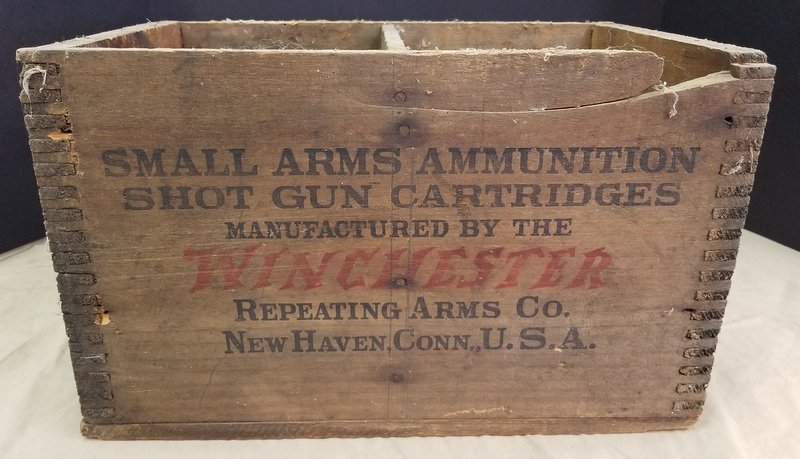 SMALL ARMS AMMUNITION
SHOT GUN CARTRIDGES
MANUFACTURED BY THE
WINCHESTER
REPEATING ARMS CO.
NEW HAVEN, CONN., U.S.A.